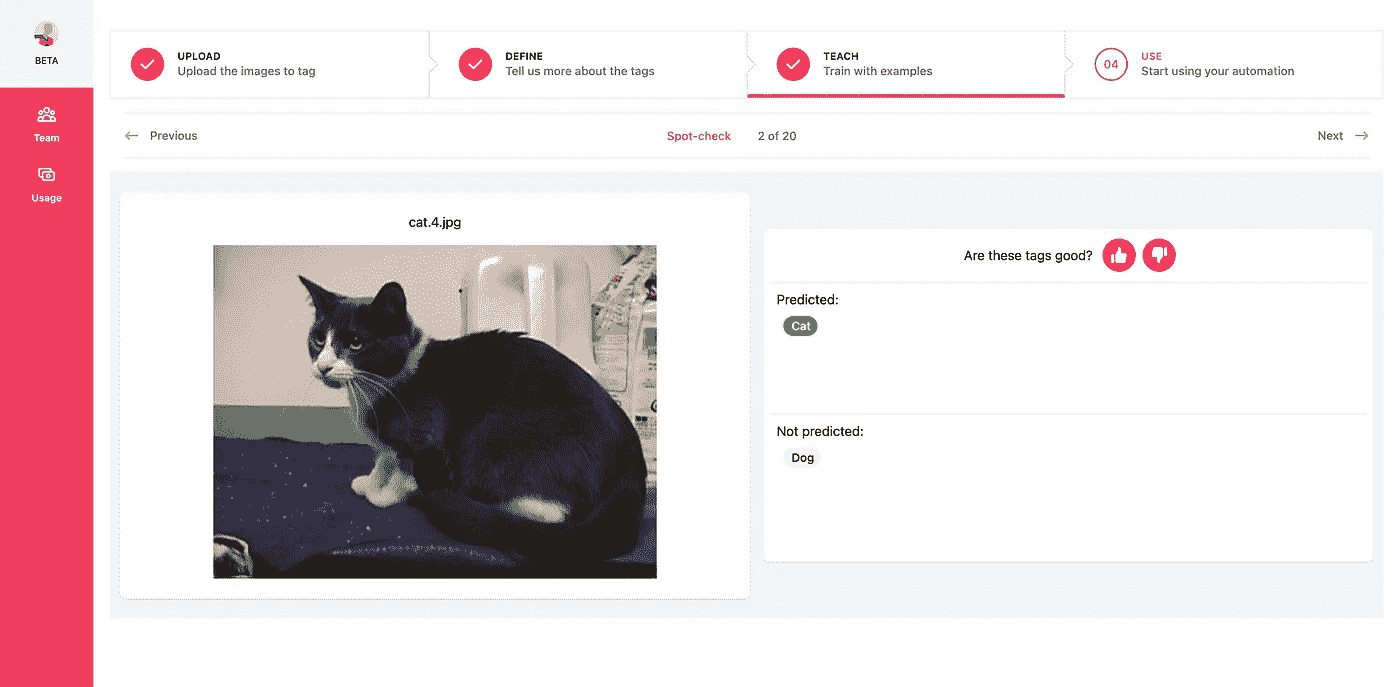 BETA
Team
Usage
UPLOAD
Upload the images to tag
DEFINE
Tell us more about the tags
TEACH
Train with examples
04
USE
Start using your automation
Previous
Spot-check 2 of 20
Next
cat.4.jpg
Are these tags good?
Predicted:
Cat
Not predicted:
Dog